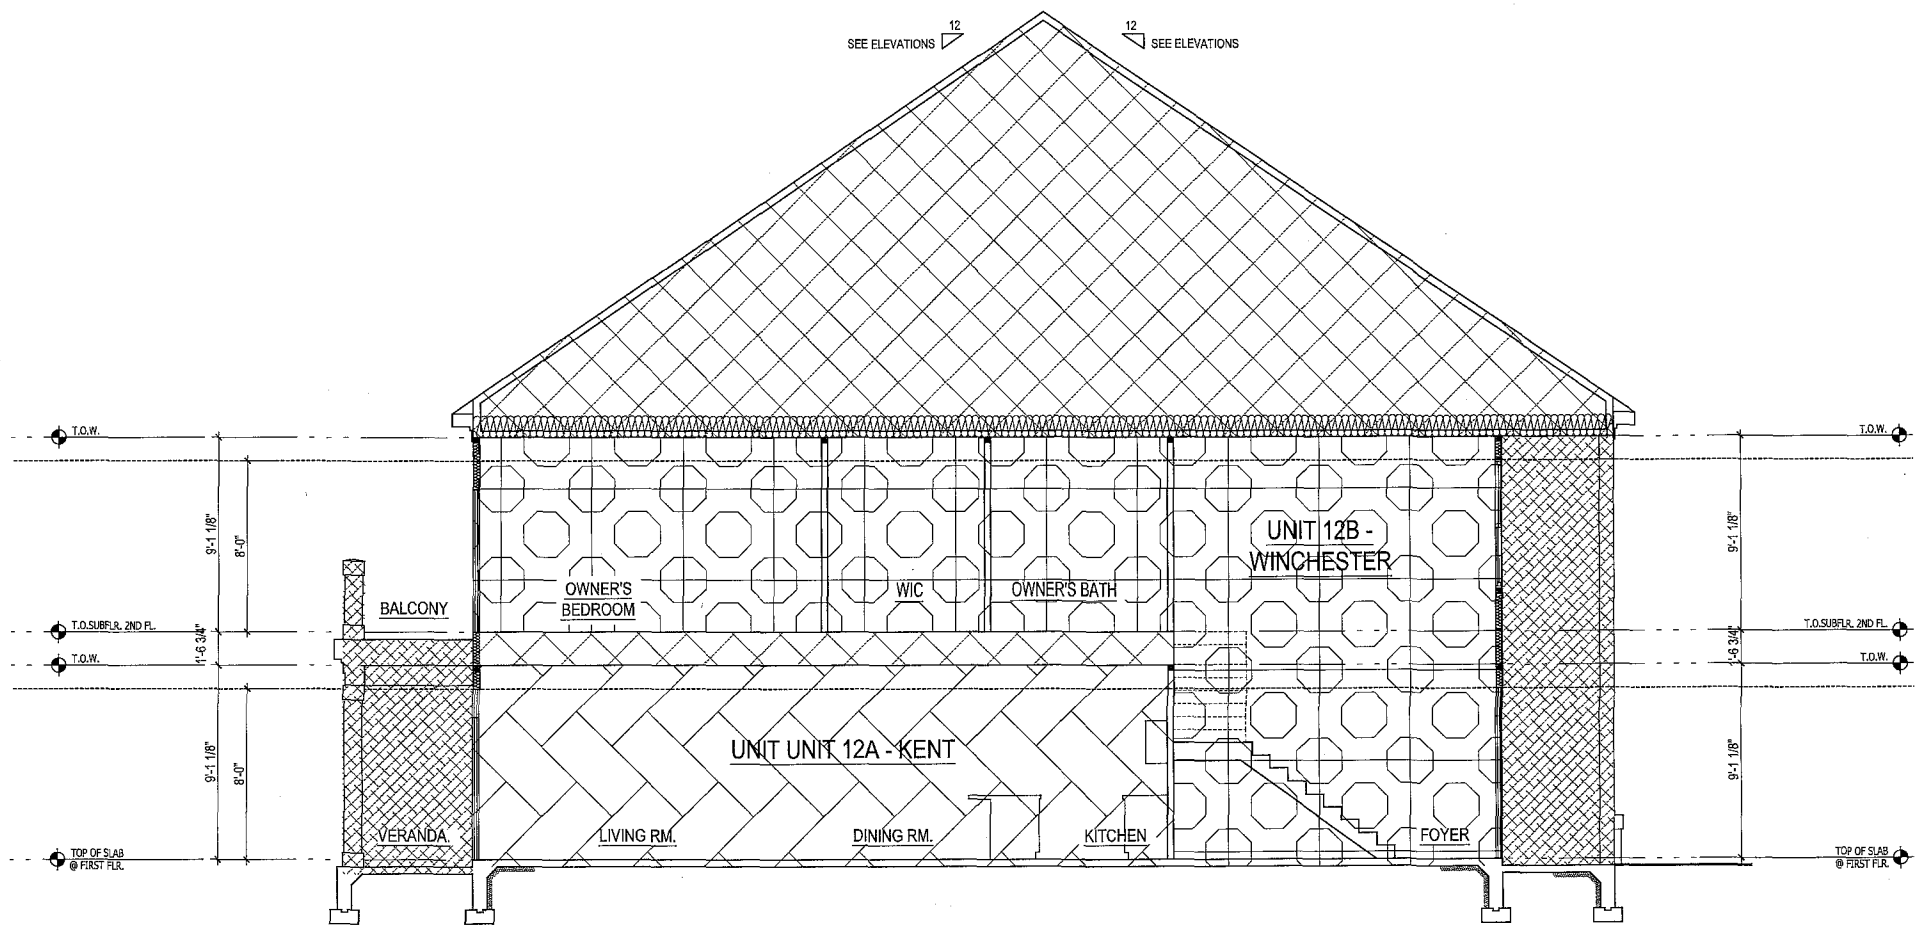 12
SEE ELEVATIONS
12
SEE ELEVATIONS
T.O.W.
T.O.W.
9'-1 1/8"
8'-0"
9'-1 1/8"
UNIT 12B -
WINCHESTER
OWNER'S
BEDROOM
WIC
OWNER'S BATH
BALCONY
T.O.SUBFLR. 2ND FL.
T.O.SUBFLR. 2ND FL.
1'-6 3/4"
1'-6 3/4"
T.O.W.
T.O.W.
9'-1 1/8"
8'-0"
9'-1 1/8"
UNIT UNIT 12A - KENT
VERANDA
LIVING RM.
DINING RM.
KITCHEN
FOYER
TOP OF SLAB
@ FIRST FLR.
TOP OF SLAB
@ FIRST FLR.